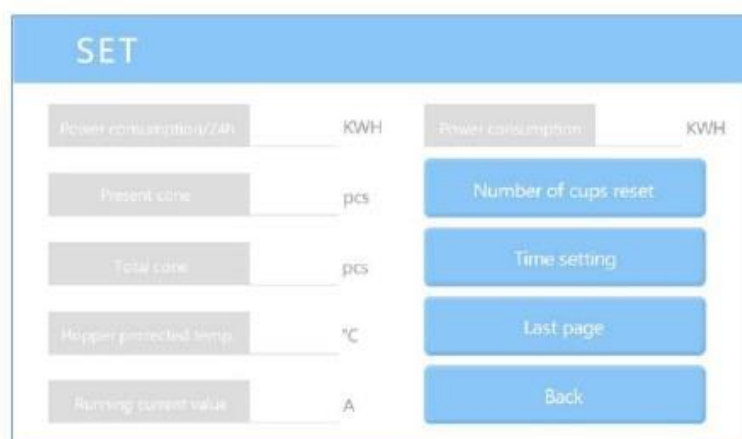 SET
Power consumption/24h KWH
Power consumption KWH
Present cone pcs
Number of cups reset
Total cone pcs
Time setting
Hopper protected temp °C
Last page
Running current value A
Back